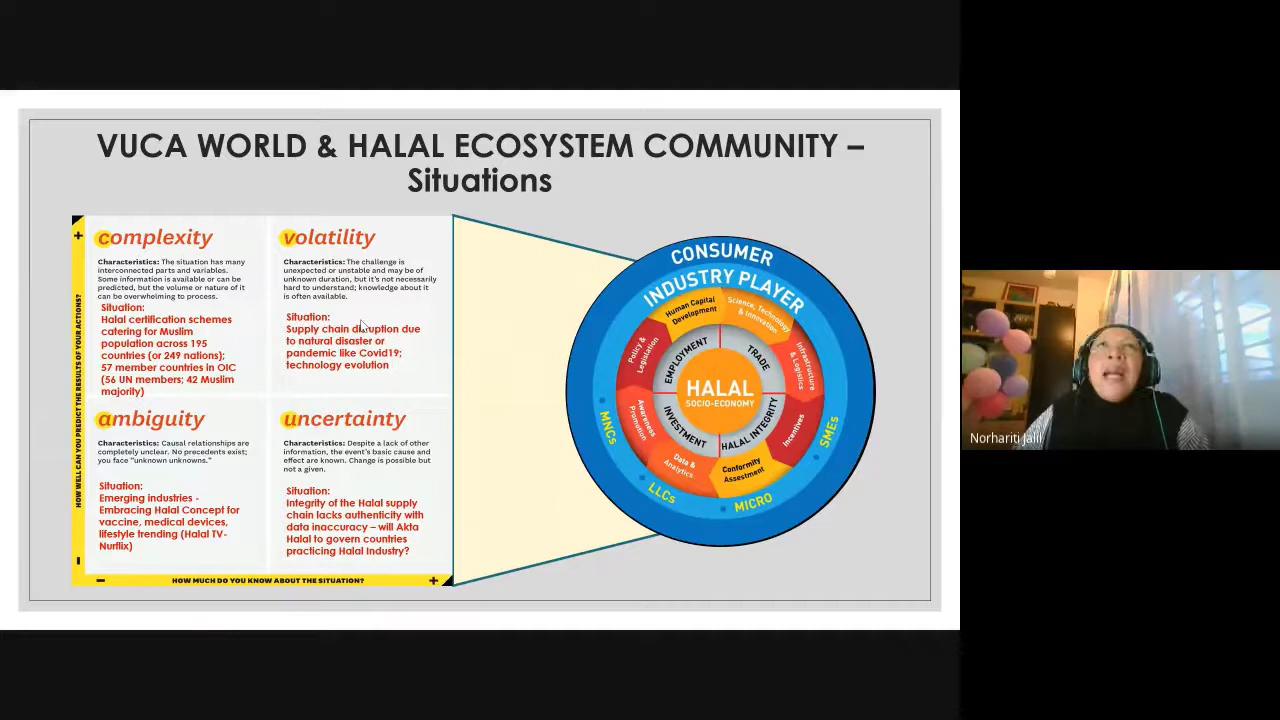 VUCA WORLD & HALAL ECOSYSTEM COMMUNITY –
Situations
complexity
Characteristics: The situation has many
interconnected parts and variables.
Some information is available or can be
predicted, but the volume or nature of it
can be overwhelming to process.
Situation:
Halal certification schemes
catering for Muslim
population across 195
countries (or 249 nations);
57 member countries in OIC
(56 UN members; 42 Muslim
majority)
volatility
Characteristics: The challenge is
unexpected or unstable and may be of
unknown duration, but it's not necessarily
hard to understand; knowledge about it
is often available.
Situation:
Supply chain disruption due
to natural disaster or
pandemic like Covid19;
technology evolution
ambiguity
Characteristics: Causal relationships are
completely unclear. No precedents exist;
you face "unknown unknowns."
Situation:
Emerging industries -
Embracing Halal Concept for
vaccine, medical devices,
lifestyle trending (Halal TV-
Nurflix)
uncertainty
Characteristics: Despite a lack of other
information, the event's basic cause and
effect are known. Change is possible but
not a given.
Situation:
Integrity of the Halal supply
chain lacks authenticity with
data inaccuracy – will Akta
Halal to govern countries
practicing Halal Industry?
HOW WELL CAN YOU PREDICT THE RESULTS OF YOUR ACTIONS?
+
–
– HOW MUCH DO YOU KNOW ABOUT THE SITUATION? +
CONSUMER
INDUSTRY PLAYER
Human Capital
Development
Science, Technology
& Innovation
Infrastructure
& Logistics
Incentives
Conformity
Assestment
Data &
Analytics
Awareness
Promotion
Policy &
Legislation
EMPLOYMENT
TRADE
HALAL INTEGRITY
INVESTMENT
HALAL
SOCIO-ECONOMY
MNCs
LLCs
MICRO
SMEs
Norhariti Jalil